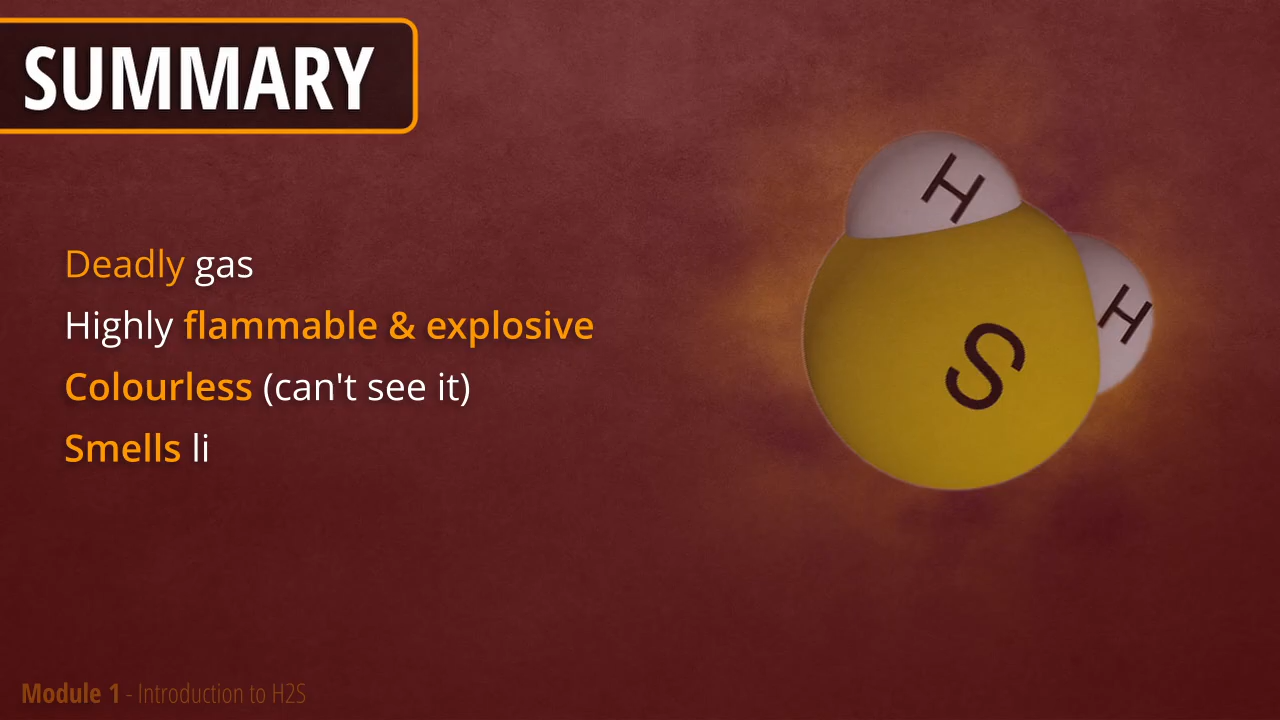 SUMMARY
Deadly gas
Highly flammable & explosive
Colourless (can't see it)
Smells li
H
H
S
Module 1 - Introduction to H2S